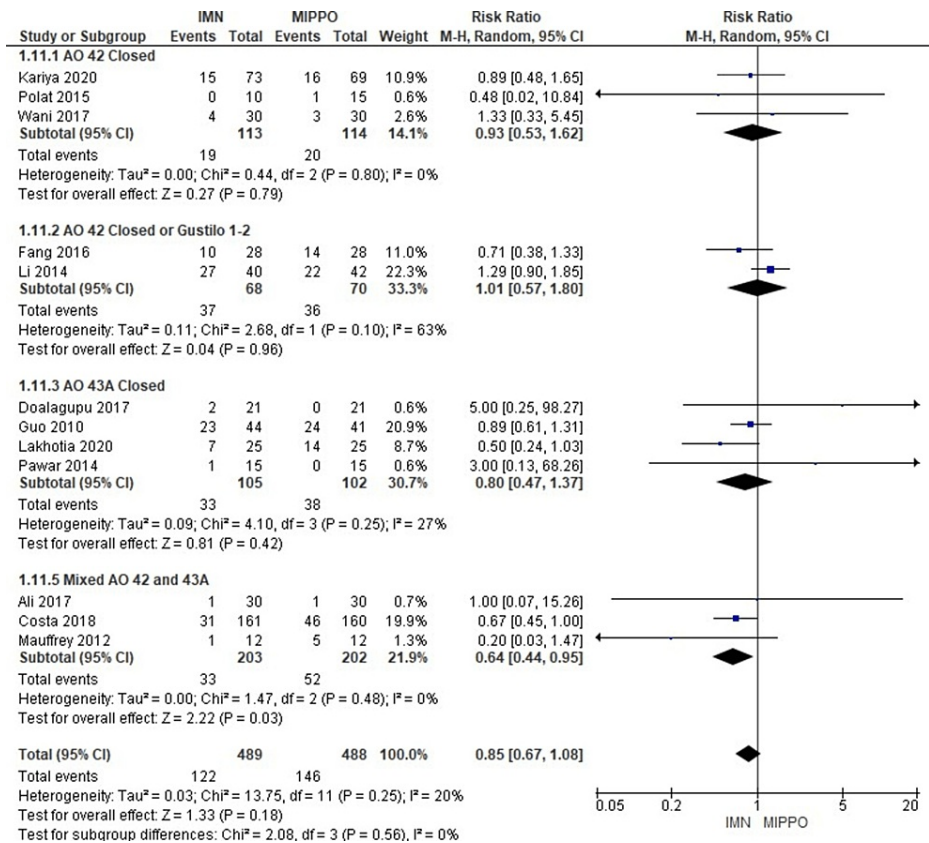 IMN MIPPO Risk Ratio Risk Ratio
Study or Subgroup Events Total Events Total Weight M-H, Random, 95% CI M-H, Random, 95% CI
1.11.1 AO 42 Closed
Kariya 2020 15 73 16 69 10.9% 0.89 [0.48, 1.65]
Polat 2015 0 10 1 15 0.6% 0.48 [0.02, 10.84]
Wani 2017 4 30 3 30 2.6% 1.33 [0.33, 5.45]
Subtotal (95% CI) 113 114 14.1% 0.93 [0.53, 1.62]
Total events 19 20
Heterogeneity: Tau² = 0.00; Chi² = 0.44, df = 2 (P = 0.80); I² = 0%
Test for overall effect: Z = 0.27 (P = 0.79)
1.11.2 AO 42 Closed or Gustilo 1-2
Fang 2016 10 28 14 28 11.0% 0.71 [0.38, 1.33]
Li 2014 27 40 22 42 22.3% 1.29 [0.90, 1.85]
Subtotal (95% CI) 68 70 33.3% 1.01 [0.57, 1.80]
Total events 37 36
Heterogeneity: Tau² = 0.11; Chi² = 2.68, df = 1 (P = 0.10); I² = 63%
Test for overall effect: Z = 0.04 (P = 0.96)
1.11.3 AO 43A Closed
Doalagupu 2017 2 21 0 21 0.6% 5.00 [0.25, 98.27]
Guo 2010 23 44 24 41 20.9% 0.89 [0.61, 1.31]
Lakhotia 2020 7 25 14 25 8.7% 0.50 [0.24, 1.03]
Pawar 2014 1 15 0 15 0.6% 3.00 [0.13, 68.26]
Subtotal (95% CI) 105 102 30.7% 0.80 [0.47, 1.37]
Total events 33 38
Heterogeneity: Tau² = 0.09; Chi² = 4.10, df = 3 (P = 0.25); I² = 27%
Test for overall effect: Z = 0.81 (P = 0.42)
1.11.5 Mixed AO 42 and 43A
Ali 2017 1 30 1 30 0.7% 1.00 [0.07, 15.26]
Costa 2018 31 161 46 160 19.9% 0.67 [0.45, 1.00]
Mauffrey 2012 1 12 5 12 1.3% 0.20 [0.03, 1.47]
Subtotal (95% CI) 203 202 21.9% 0.64 [0.44, 0.95]
Total events 33 52
Heterogeneity: Tau² = 0.00; Chi² = 1.47, df = 2 (P = 0.48); I² = 0%
Test for overall effect: Z = 2.22 (P = 0.03)
Total (95% CI) 489 488 100.0% 0.85 [0.67, 1.08]
Total events 122 146
Heterogeneity: Tau² = 0.03; Chi² = 13.75, df = 11 (P = 0.25); I² = 20%
Test for overall effect: Z = 1.33 (P = 0.18)
Test for subgroup differences: Chi² = 2.08, df = 3 (P = 0.56), I² = 0%
0.05 0.2 1 5 20
IMN MIPPO